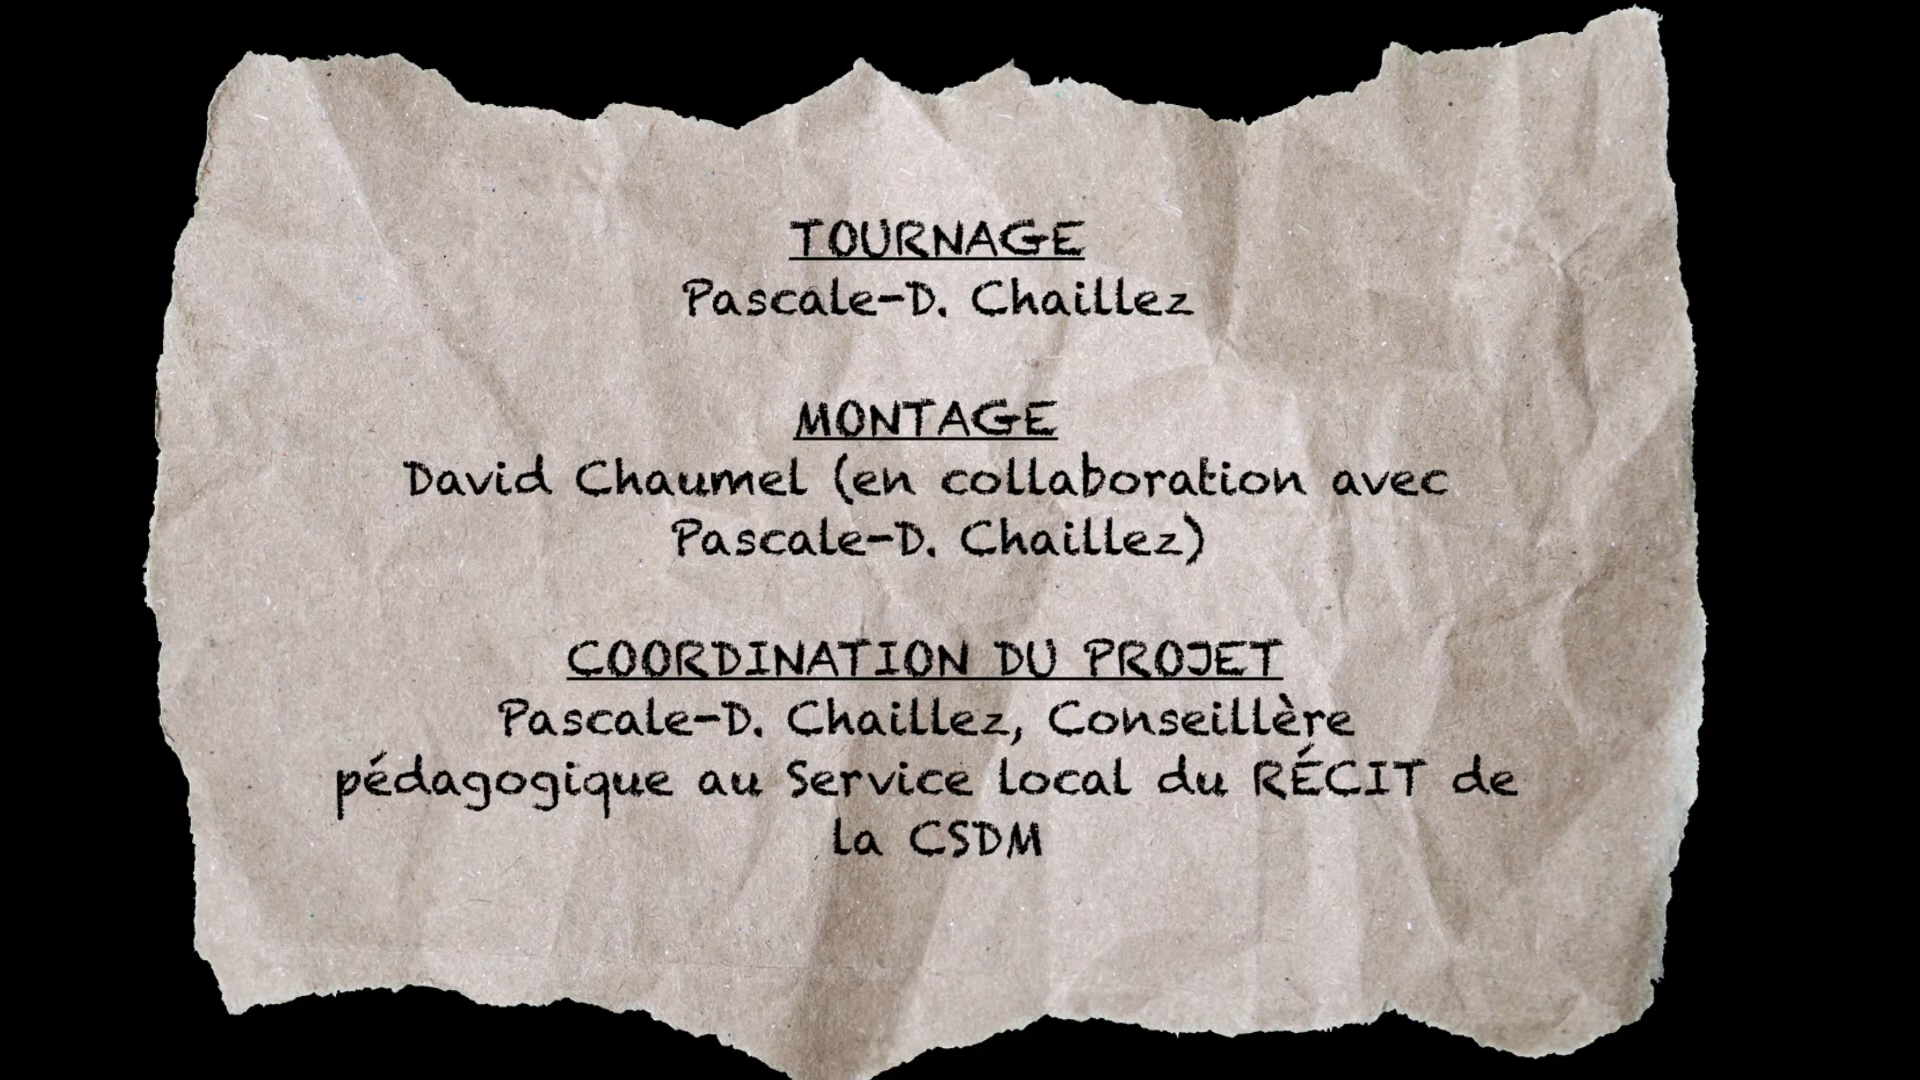 TOURNAGE
Pascale-D. Chaillez
MONTAGE
David Chaumel (en collaboration avec
Pascale-D. Chaillez)
COORDINATION DU PROJET
Pascale-D. Chaillez, Conseillère
pédagogique au Service local du RÉCIT de
la CSDM